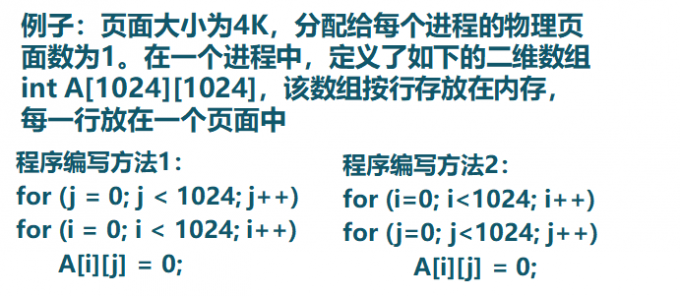 例子：页面大小为4K，分配给每个进程的物理页
面数为1。在一个进程中，定义了如下的二维数组
int A[1024][1024]，该数组按行存放在内存，
每一行放在一个页面中
程序编写方法1：
for (j = 0; j < 1024; j++)
for (i = 0; i < 1024; i++)
A[i][j] = 0;
程序编写方法2：
for (i=0; i<1024; i++)
for (j=0; j<1024; j++)
A[i][j] = 0;